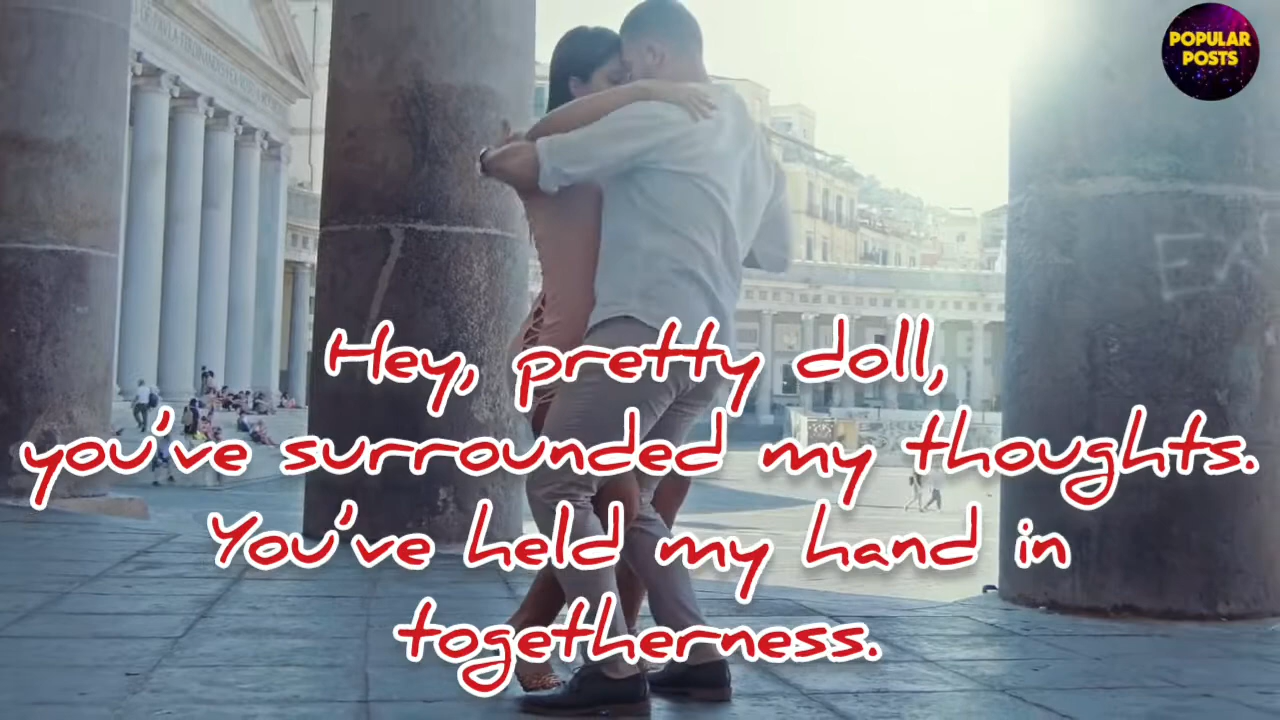 POPULAR
POSTS
Hey, pretty doll,
you've surrounded my thoughts.
You've held my hand in
togetherness.